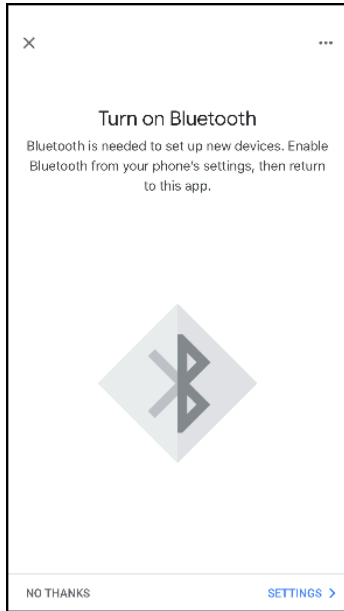 Turn on Bluetooth
Bluetooth is needed to set up new devices. Enable
Bluetooth from your phone's settings, then return
to this app.
NO THANKS
SETTINGS